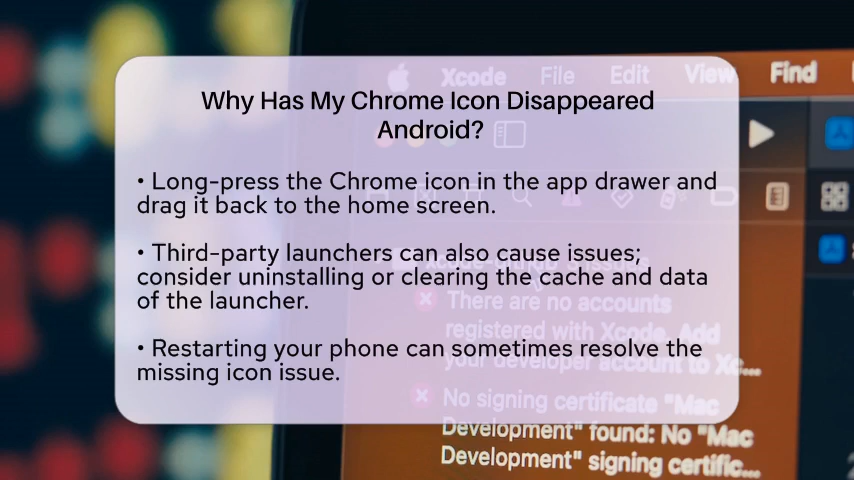 Why Has My Chrome Icon Disappeared
Android?
• Long-press the Chrome icon in the app drawer and
drag it back to the home screen.
• Third-party launchers can also cause issues;
consider uninstalling or clearing the cache and data
of the launcher.
• Restarting your phone can sometimes resolve the
missing icon issue.
Xcode File Edit View Find
There are no accounts
registered with Xcode. Add
your developer account to Xc...
No signing certificate "Mac
Development" found: No "Mac
Development" signing certific...